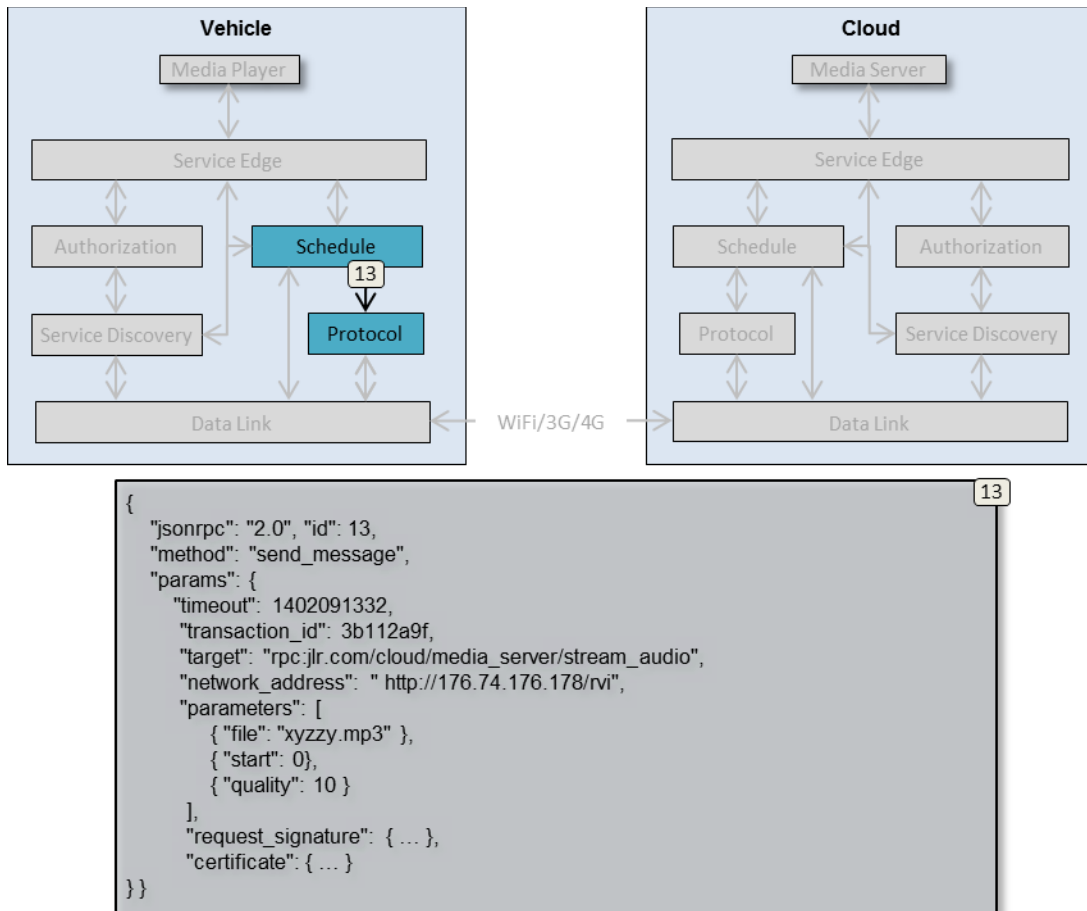 Vehicle
Media Player
Service Edge
Authorization
Schedule
13
Service Discovery
Protocol
Data Link
WiFi/3G/4G
Cloud
Media Server
Service Edge
Schedule
Authorization
Protocol
Service Discovery
Data Link
13
{
"jsonrpc": "2.0", "id": 13,
"method": "send_message",
"params": {
"timeout": 1402091332,
"transaction_id": 3b112a9f,
"target": "rpc:jlr.com/cloud/media_server/stream_audio",
"network_address": " http://176.74.176.178/rvi",
"parameters": [
{ "file": "xyzzy.mp3" },
{ "start": 0},
{ "quality": 10 }
],
"request_signature": { … },
"certificate": { … }
} }